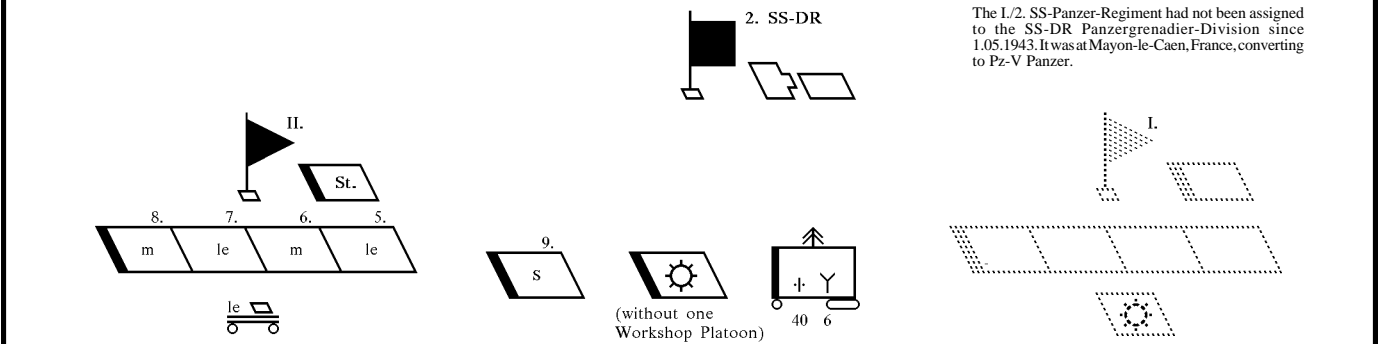 2. SS-DR
The I./2. SS-Panzer-Regiment had not been assigned
to the SS-DR Panzergrenadier-Division since
1.05.1943. It was at Mayon-le-Caen, France, converting
to Pz-V Panzer.
II.
I.
St.
8. 7. 6. 5.
m le m le
9.
S
le
(without one
Workshop Platoon)
40 6